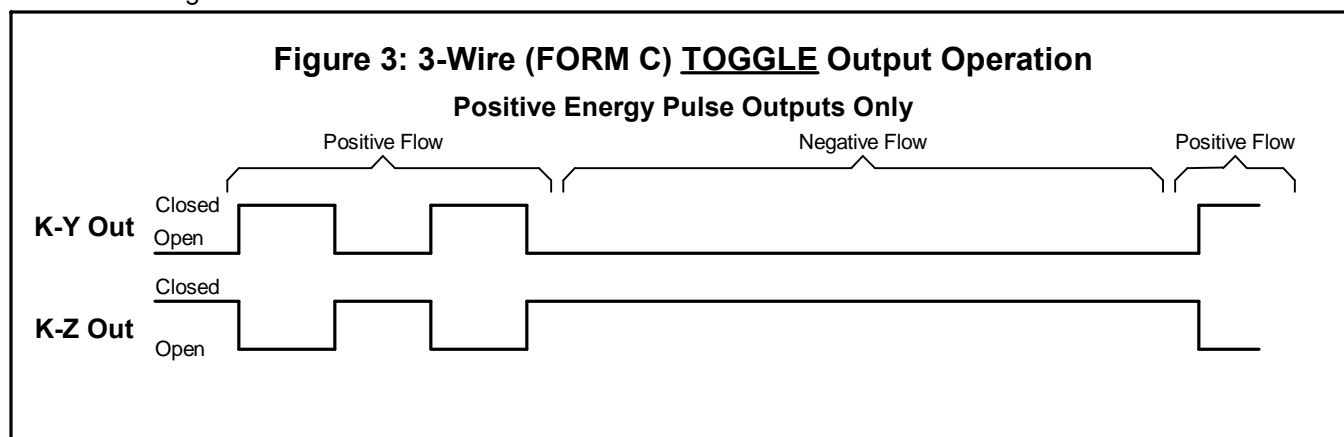 Figure 3: 3-Wire (FORM C) TOGGLE Output Operation
Positive Energy Pulse Outputs Only
Positive Flow
Negative Flow
Positive Flow
K-Y Out
Closed
Open
K-Z Out
Closed
Open